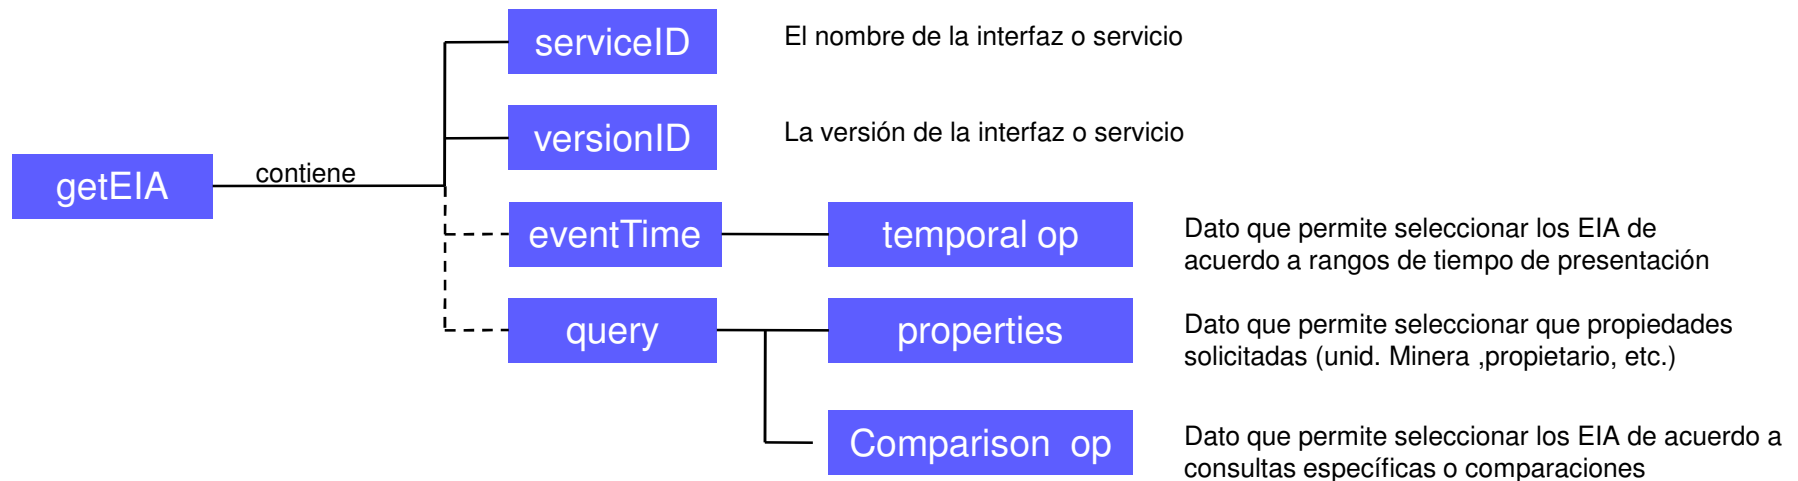 serviceID
El nombre de la interfaz o servicio
versionID
La versión de la interfaz o servicio
getEIA
contiene
eventTime
temporal op
Dato que permite seleccionar los EIA de
acuerdo a rangos de tiempo de presentación
query
properties
Dato que permite seleccionar que propiedades
solicitadas (unid. Minera ,propietario, etc.)
Comparison op
Dato que permite seleccionar los EIA de acuerdo a
consultas específicas o comparaciones